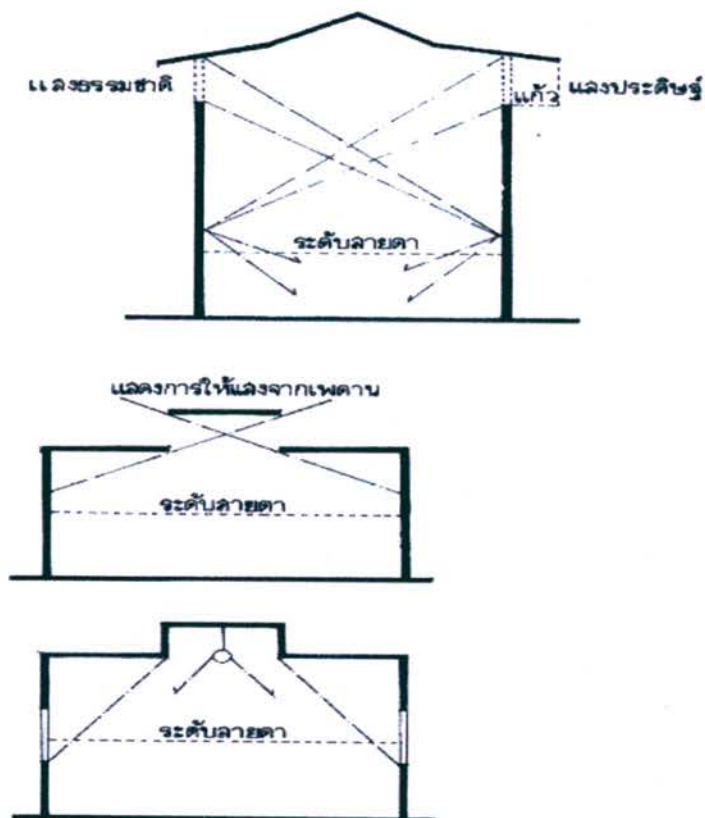 แสงธรรมชาติ
แก้ว
แสงประดิษฐ์
ระดับสายตา
แสดงการให้แสงจากเพดาน
ระดับสายตา
ระดับสายตา